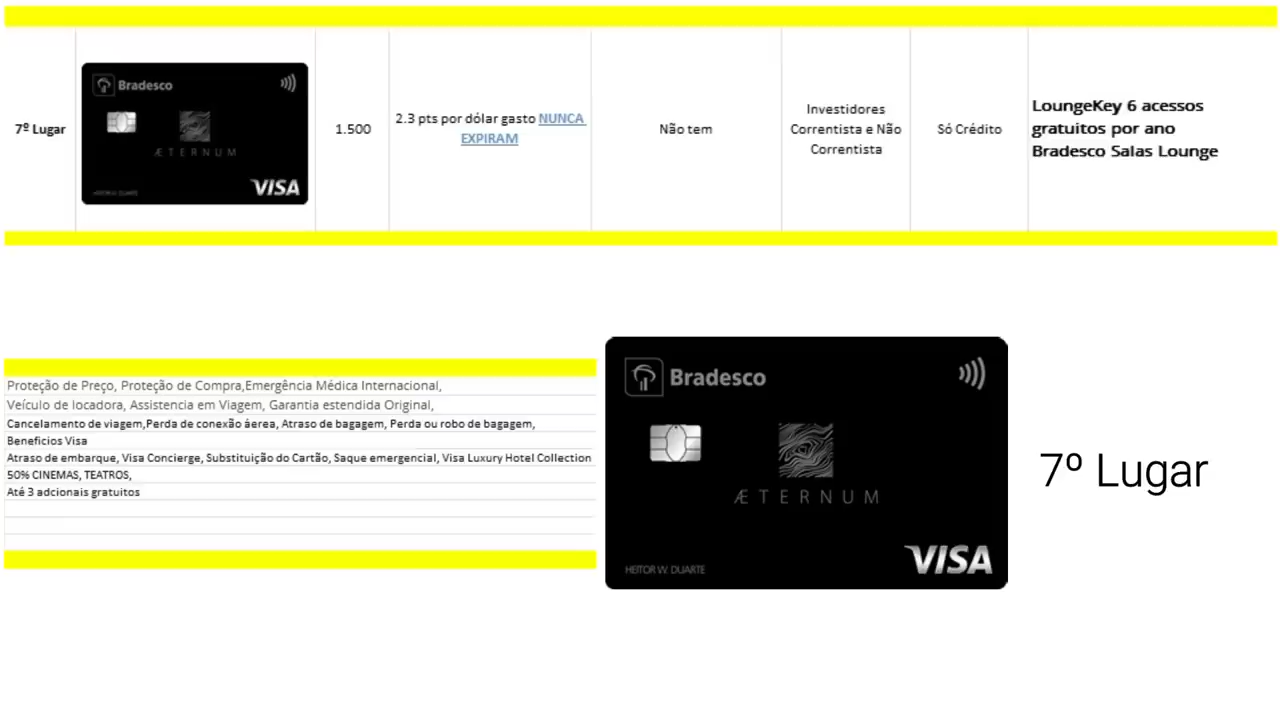 7º Lugar
Bradesco
ÆTERNUM
VISA
1.500
2.3 pts por dólar gasto NUNCA
EXPIRAM
Não tem
Investidores
Correntista e Não
Correntista
Só Crédito
LoungeKey 6 acessos
gratuitos por ano
Bradesco Salas Lounge
Proteção de Preço, Proteção de Compra,Emergência Médica Internacional,
Veículo de locadora, Assistencia em Viagem, Garantia estendida Original,
Cancelamento de viagem,Perda de conexão áerea, Atraso de bagagem, Perda ou robo de bagagem,
Beneficios Visa
Atraso de embarque, Visa Concierge, Substituição do Cartão, Saque emergencial, Visa Luxury Hotel Collection
50% CINEMAS, TEATROS,
Até 3 adcionais gratuitos
Bradesco
ÆTERNUM
HEITOR W. DUARTE
VISA
7º Lugar